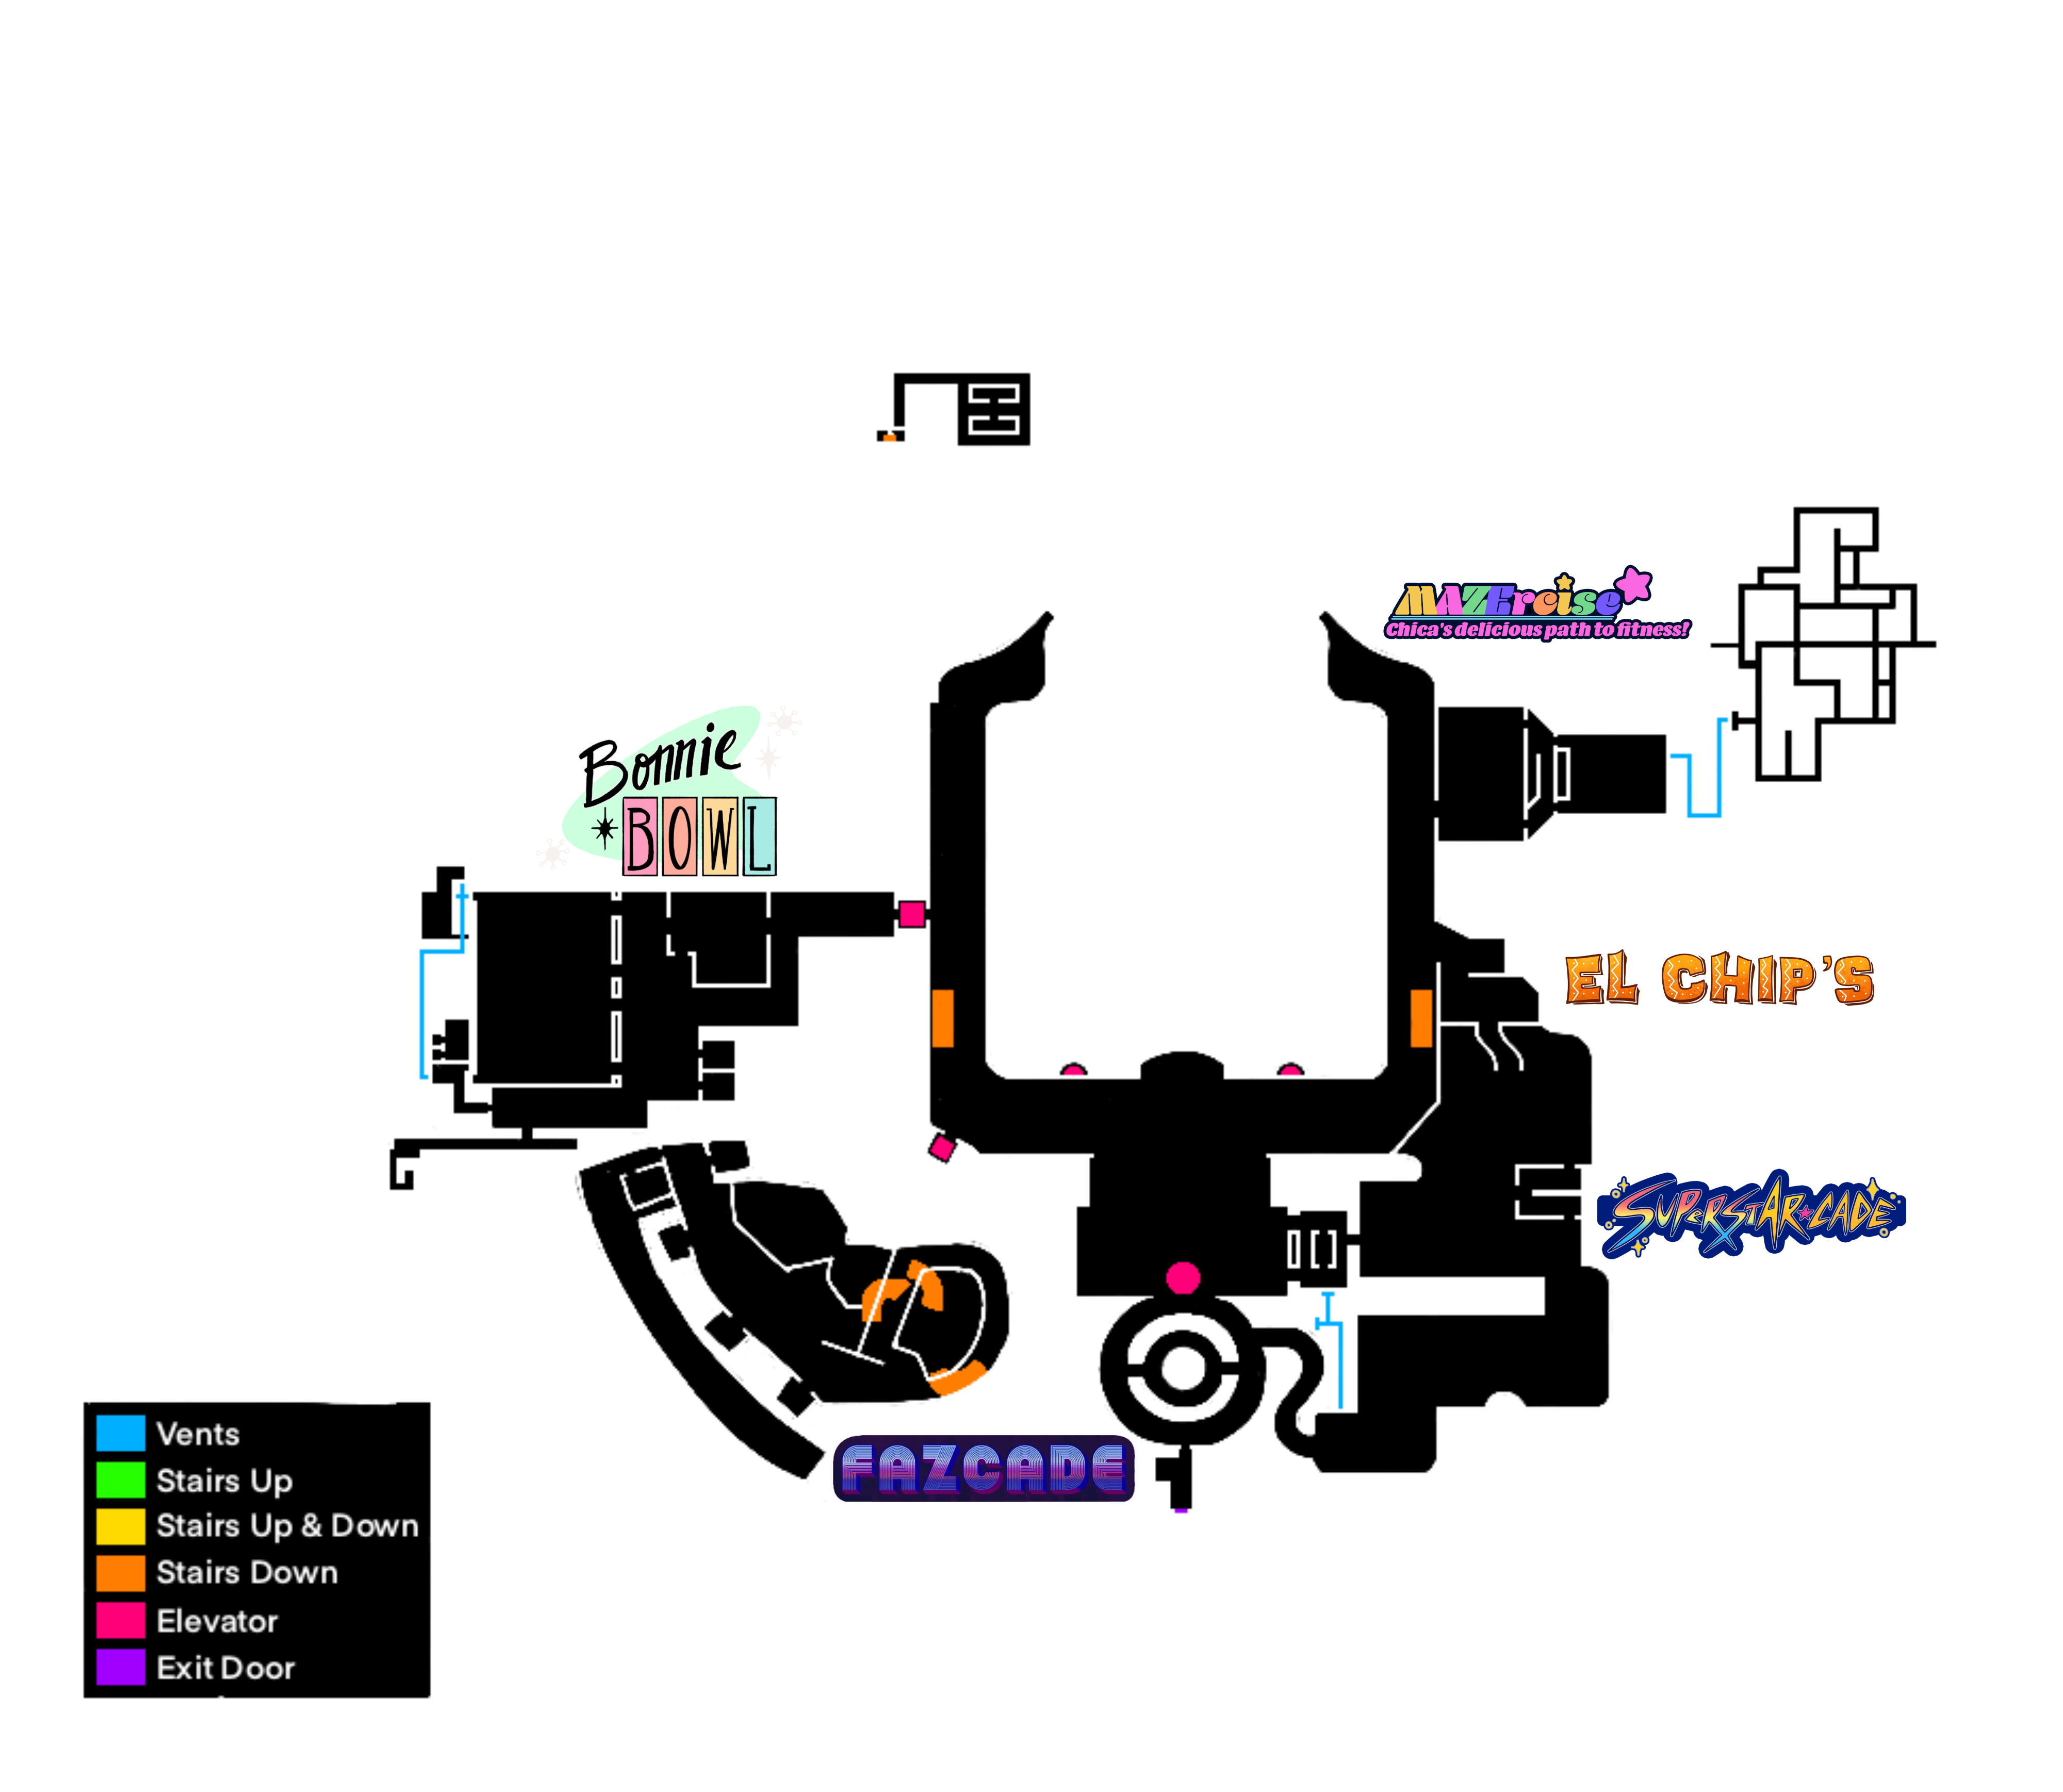 MAZErcise
Chica's delicious path to fitness!
Bonnie
BOWL
EL CHIP'S
SUPERSTAR★CADE
FAZCADE
Vents
Stairs Up
Stairs Up & Down
Stairs Down
Elevator
Exit Door